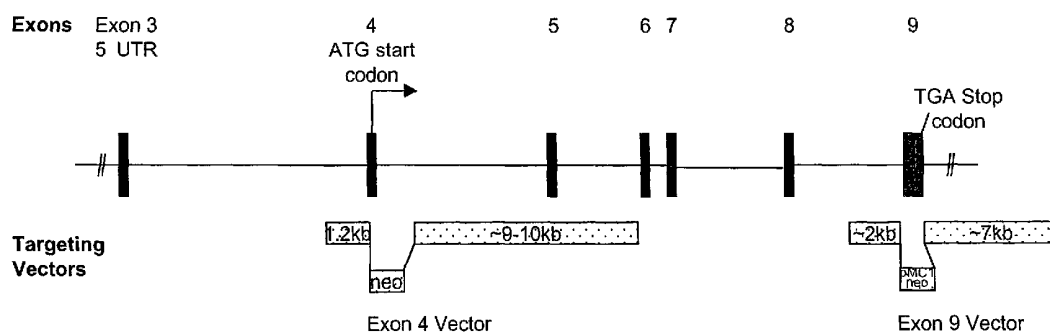 Exons Exon 3 4 5 6 7 8 9
5 UTR ATG start
codon
TGA Stop
codon
1.2kb ~9-10kb ~2kb ~7kb
Targeting
Vectors
neo pMC1
neo
Exon 4 Vector Exon 9 Vector